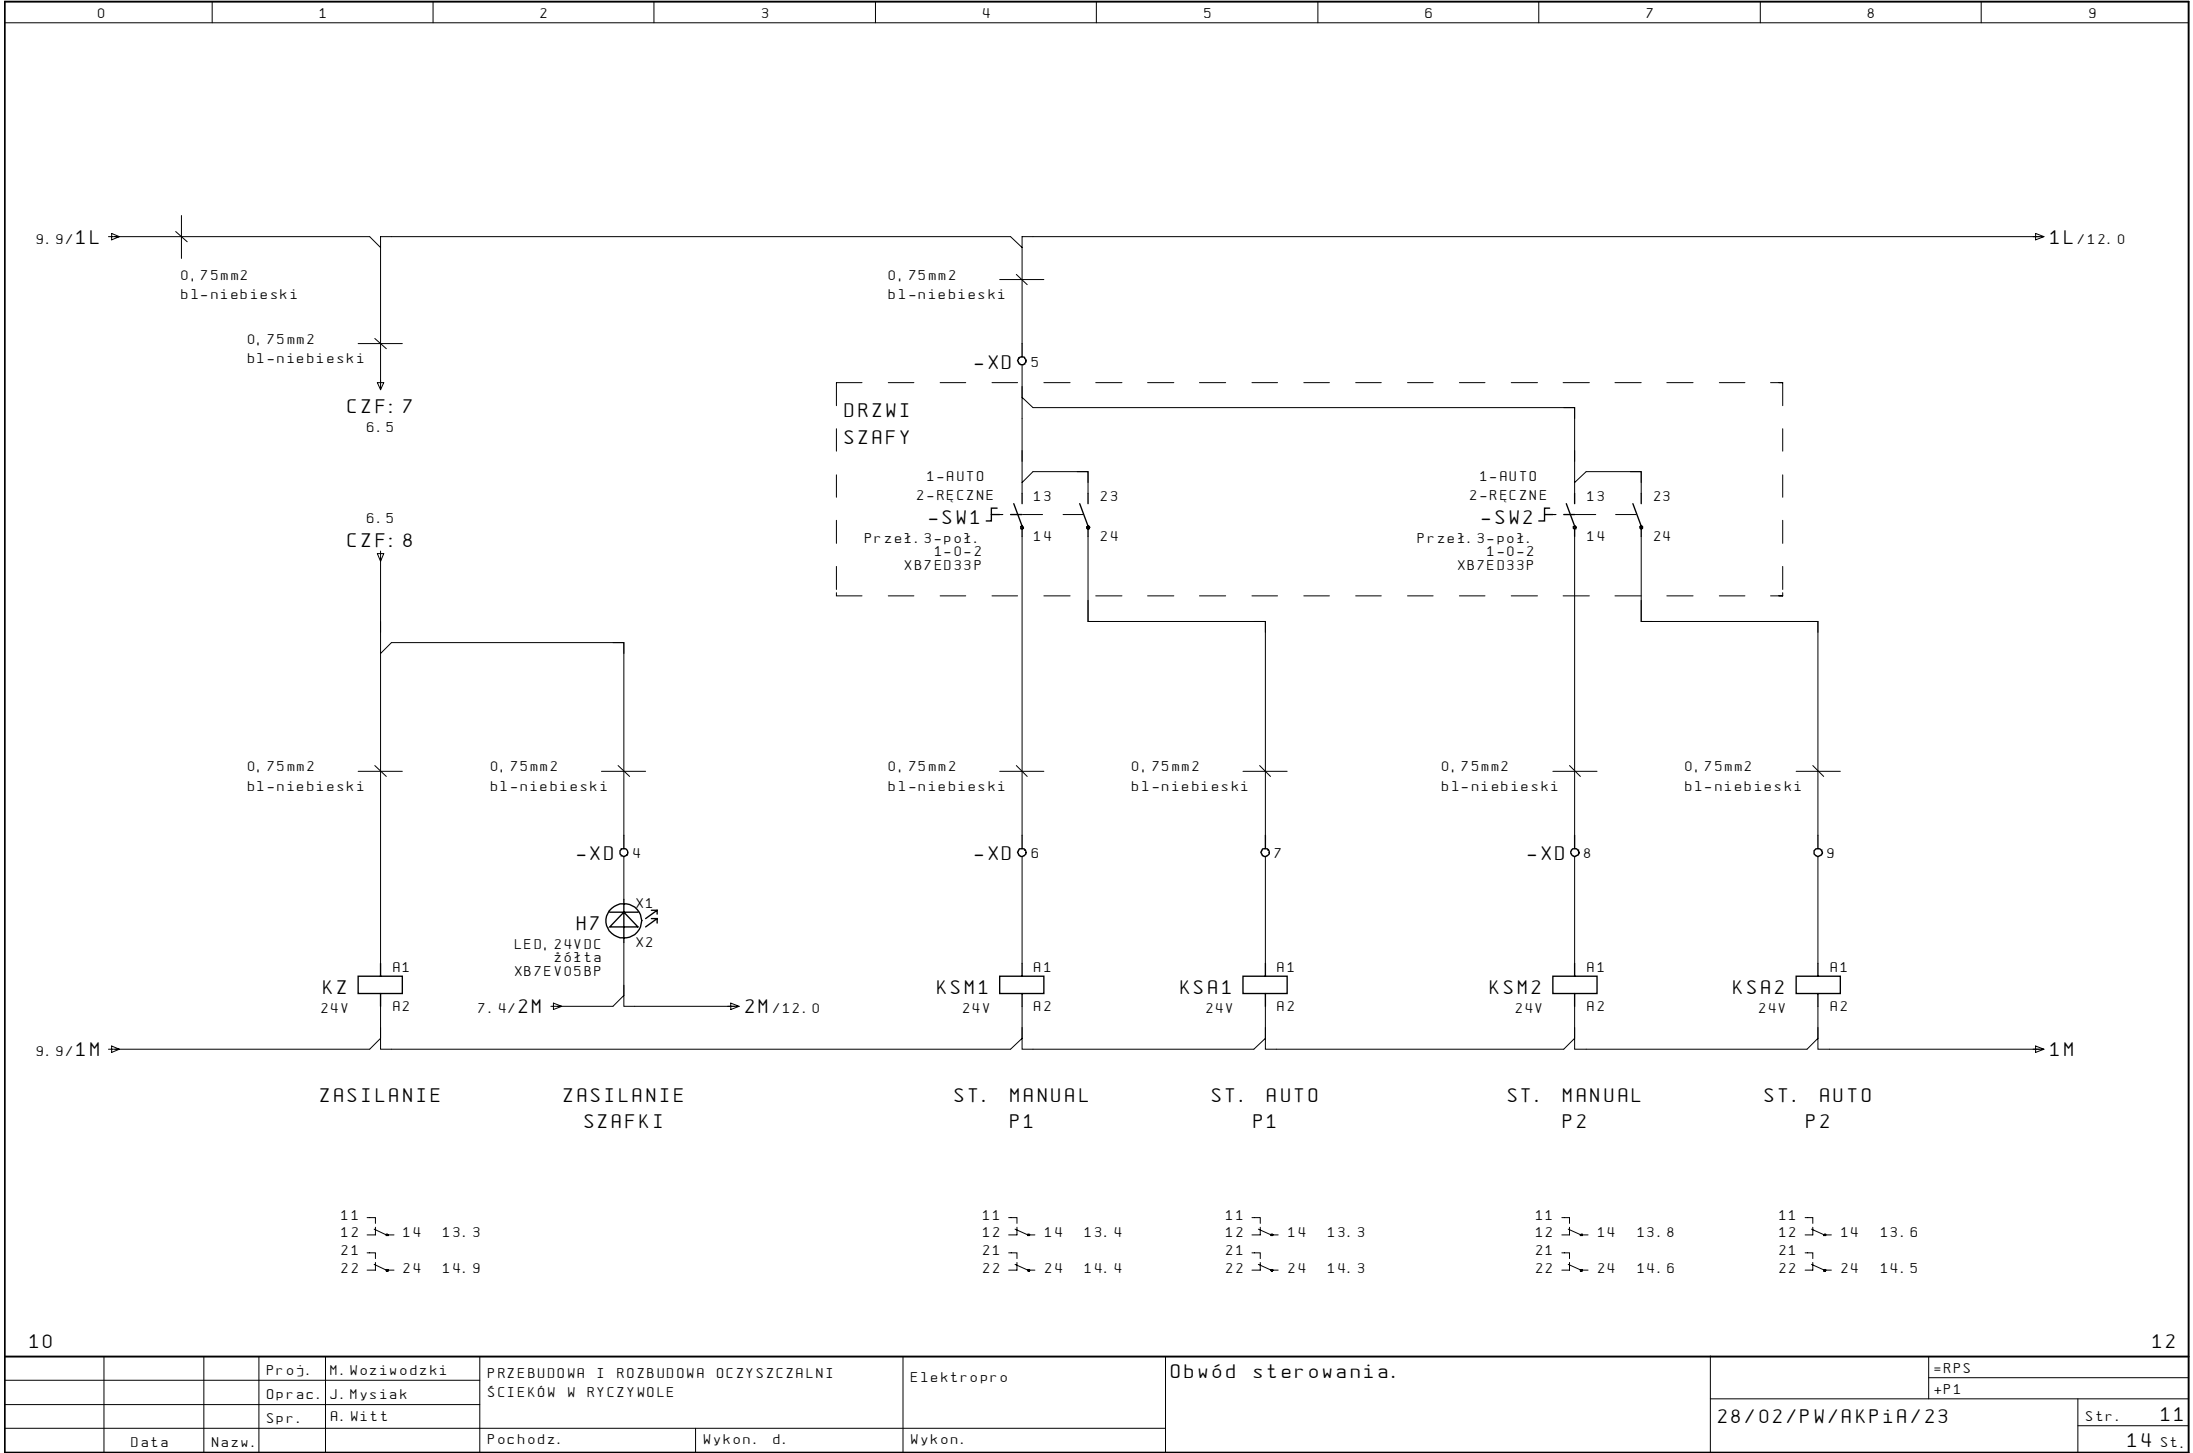 0 1 2 3 4 5 6 7 8 9
9.9/1L 1L/12.0
0,75mm2
bl-niebieski
0,75mm2
bl-niebieski
0,75mm2
bl-niebieski
-XD 5
CZF:7
6.5
DRZWI
SZAFY
1-AUTO
2-RĘCZNE
13 23
-SW1
14 24
Przeł.3-poł.
1-0-2
XB7ED33P
1-AUTO
2-RĘCZNE
13 23
-SW2
14 24
Przeł.3-poł.
1-0-2
XB7ED33P
6.5
CZF:8
0,75mm2
bl-niebieski
0,75mm2
bl-niebieski
0,75mm2
bl-niebieski
0,75mm2
bl-niebieski
0,75mm2
bl-niebieski
0,75mm2
bl-niebieski
-XD 4
-XD 6
7
-XD 8
9
X1
H7
X2
LED,24VDC
żółta
XB7EV05BP
A1
KZ
24V A2
7.4/2M 2M/12.0
A1
KSM1
24V A2
A1
KSA1
24V A2
A1
KSM2
24V A2
A1
KSA2
24V A2
9.9/1M 1M
ZASILANIE
ZASILANIE
SZAFKI
ST. MANUAL
P1
ST. AUTO
P1
ST. MANUAL
P2
ST. AUTO
P2
11
12 14 13.3
21
22 24 14.9
11
12 14 13.4
21
22 24 14.4
11
12 14 13.3
21
22 24 14.3
11
12 14 13.8
21
22 24 14.6
11
12 14 13.6
21
22 24 14.5
10 12
Proj. M.Woziwodzki
Oprac. J.Mysiak
Spr. A.Witt
Data Nazw.
PRZEBUDOWA I ROZBUDOWA OCZYSZCZALNI
ŚCIEKÓW W RYCZYWOLE
Pochodz. Wykon. d.
Elektropro
Wykon.
Obwód sterowania.
=RPS
+P1
28/02/PW/AKPiA/23
Str. 11
14 St.